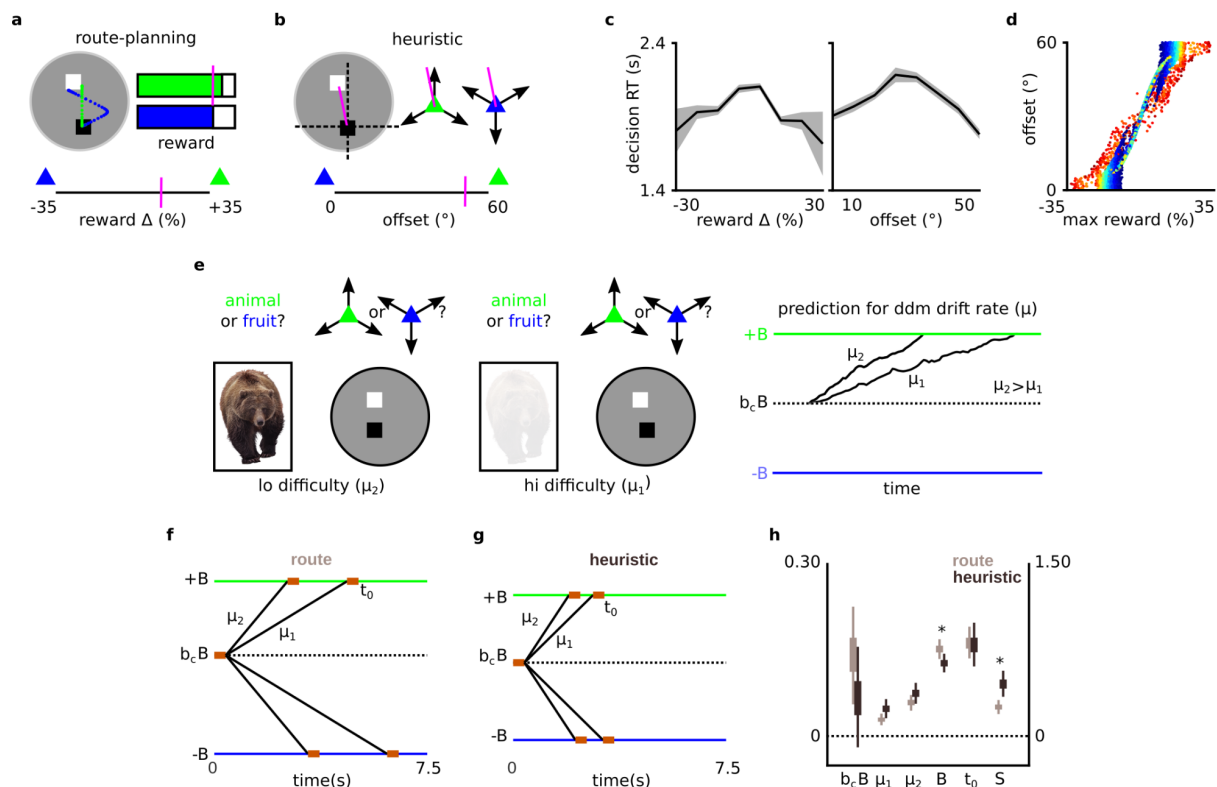 a
route-planning
reward
-35
reward Δ (%)
+35
b
heuristic
0
offset (°)
60
c
decision RT (s)
2.4
1.4
-30
reward Δ (%)
30
10
offset (°)
50
d
offset (°)
60
0
-35
max reward (%)
35
e
animal
or fruit?
or
?
lo difficulty (μ₂)
animal
or fruit?
or
?
hi difficulty (μ₁)
prediction for ddm drift rate (μ)
+B
μ₂
μ₁
μ₂>μ₁
b꜀B
-B
time
f
route
+B
t₀
μ₂
μ₁
b꜀B
-B
0
time(s)
7.5
g
heuristic
+B
t₀
μ₂
μ₁
b꜀B
-B
0
time(s)
7.5
h
0.30
1.50
route
heuristic
*
*
0
0
b꜀B μ₁ μ₂ B t₀ S